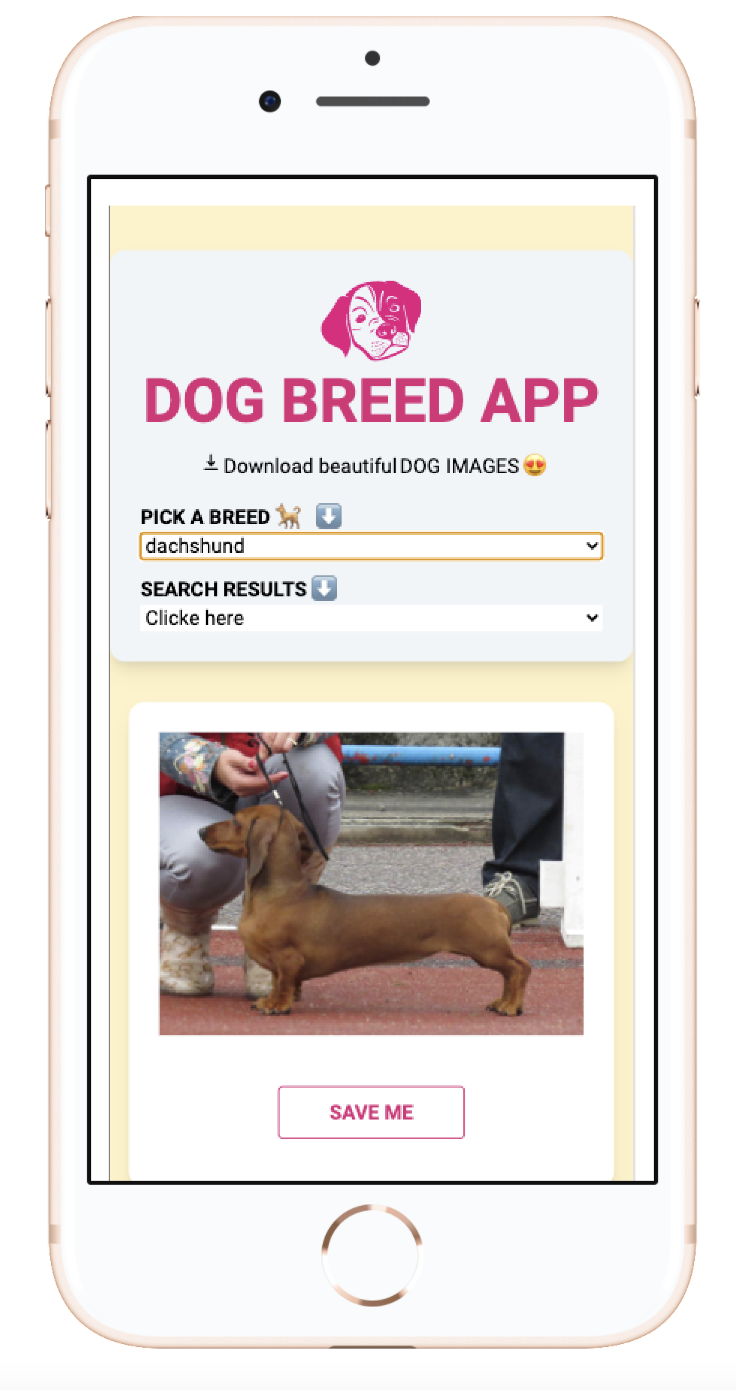 DOG BREED APP
Download beautiful DOG IMAGES😍
PICK A BREED 🐕 ⬇️
dachshund
SEARCH RESULTS ⬇️
Clicke here
SAVE ME